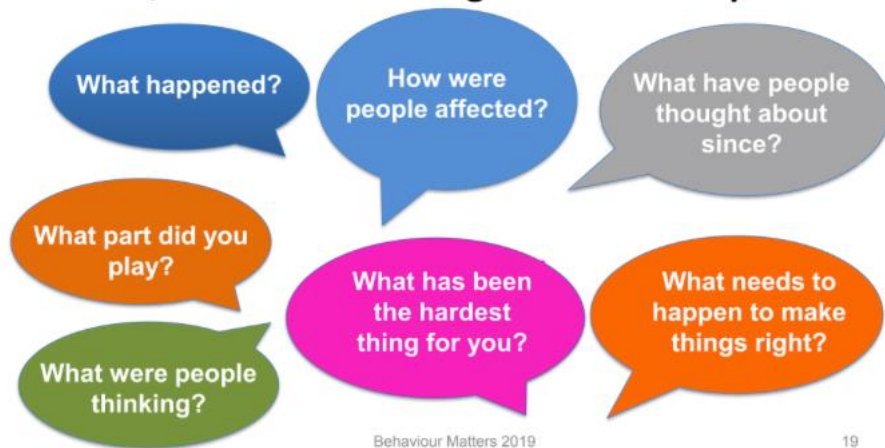 What happened?
How were
people affected?
What have people
thought about
since?
What part did you
play?
What has been
the hardest
thing for you?
What needs to
happen to make
things right?
What were people
thinking?
Behaviour Matters 2019
19